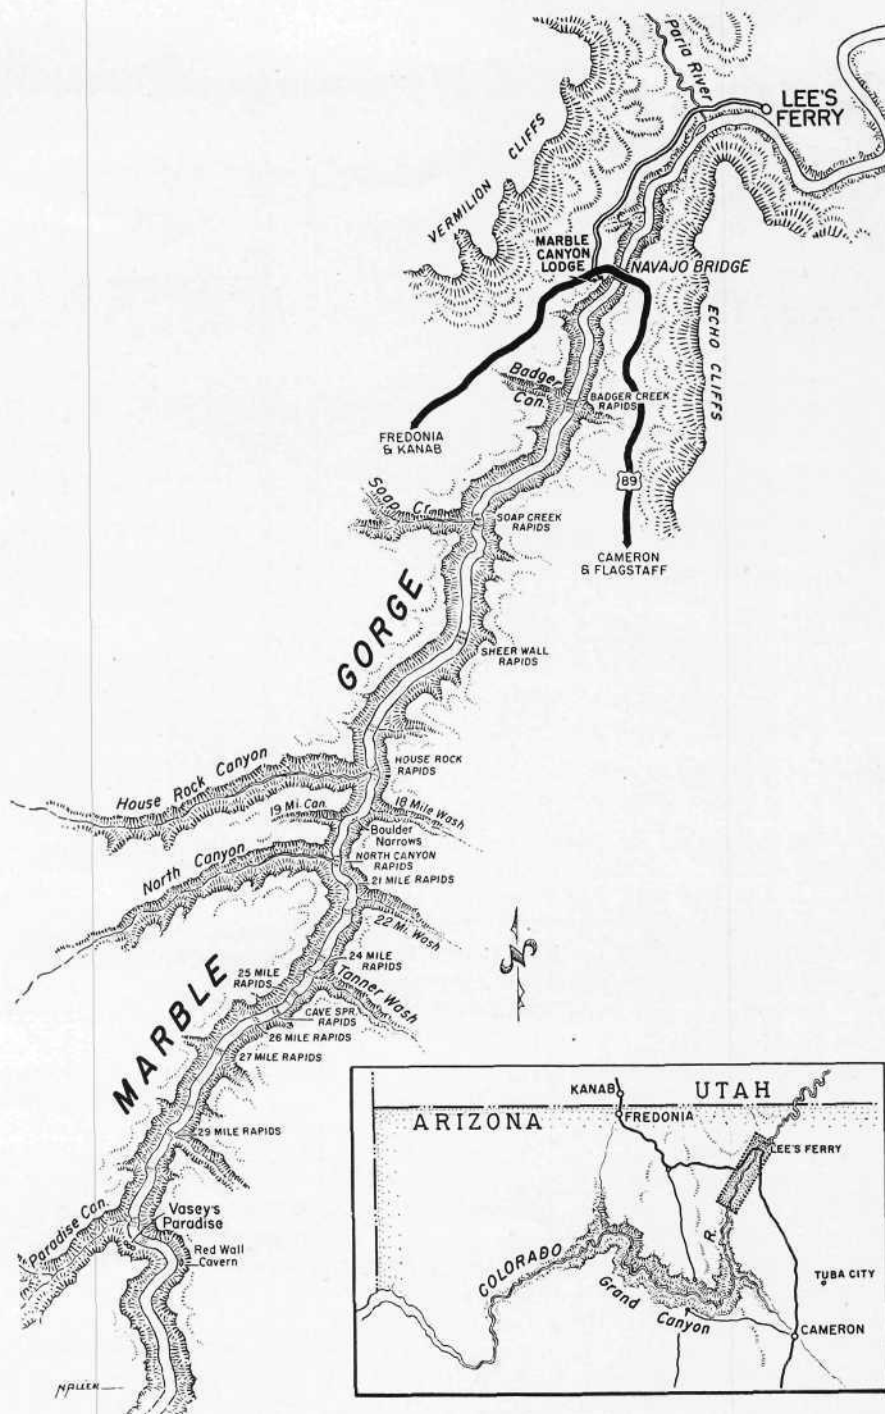 Paria River
LEE'S
FERRY
VERMILION CLIFFS
MARBLE
CANYON
LODGE
NAVAJO BRIDGE
ECHO CLIFFS
Badger
Can.
BADGER CREEK
RAPIDS
FREDONIA
& KANAB
89
Soap Cr.
SOAP CREEK
RAPIDS
CAMERON
& FLAGSTAFF
MARBLE GORGE
SHEER WALL
RAPIDS
House Rock Canyon
HOUSE ROCK
RAPIDS
19 Mi. Can.
18 Mile Wash
Boulder
Narrows
North Canyon
NORTH CANYON
RAPIDS
21 MILE RAPIDS
22 Mi. Wash
24 MILE
RAPIDS
25 MILE
RAPIDS
Tanner Wash
CAVE SPR.
RAPIDS
26 MILE RAPIDS
27 MILE RAPIDS
29 MILE RAPIDS
Paradise Can.
Vasey's
Paradise
Red Wall
Cavern
N
KANAB
UTAH
ARIZONA
FREDONIA
LEE'S FERRY
COLORADO R.
Grand Canyon
TUBA CITY
CAMERON